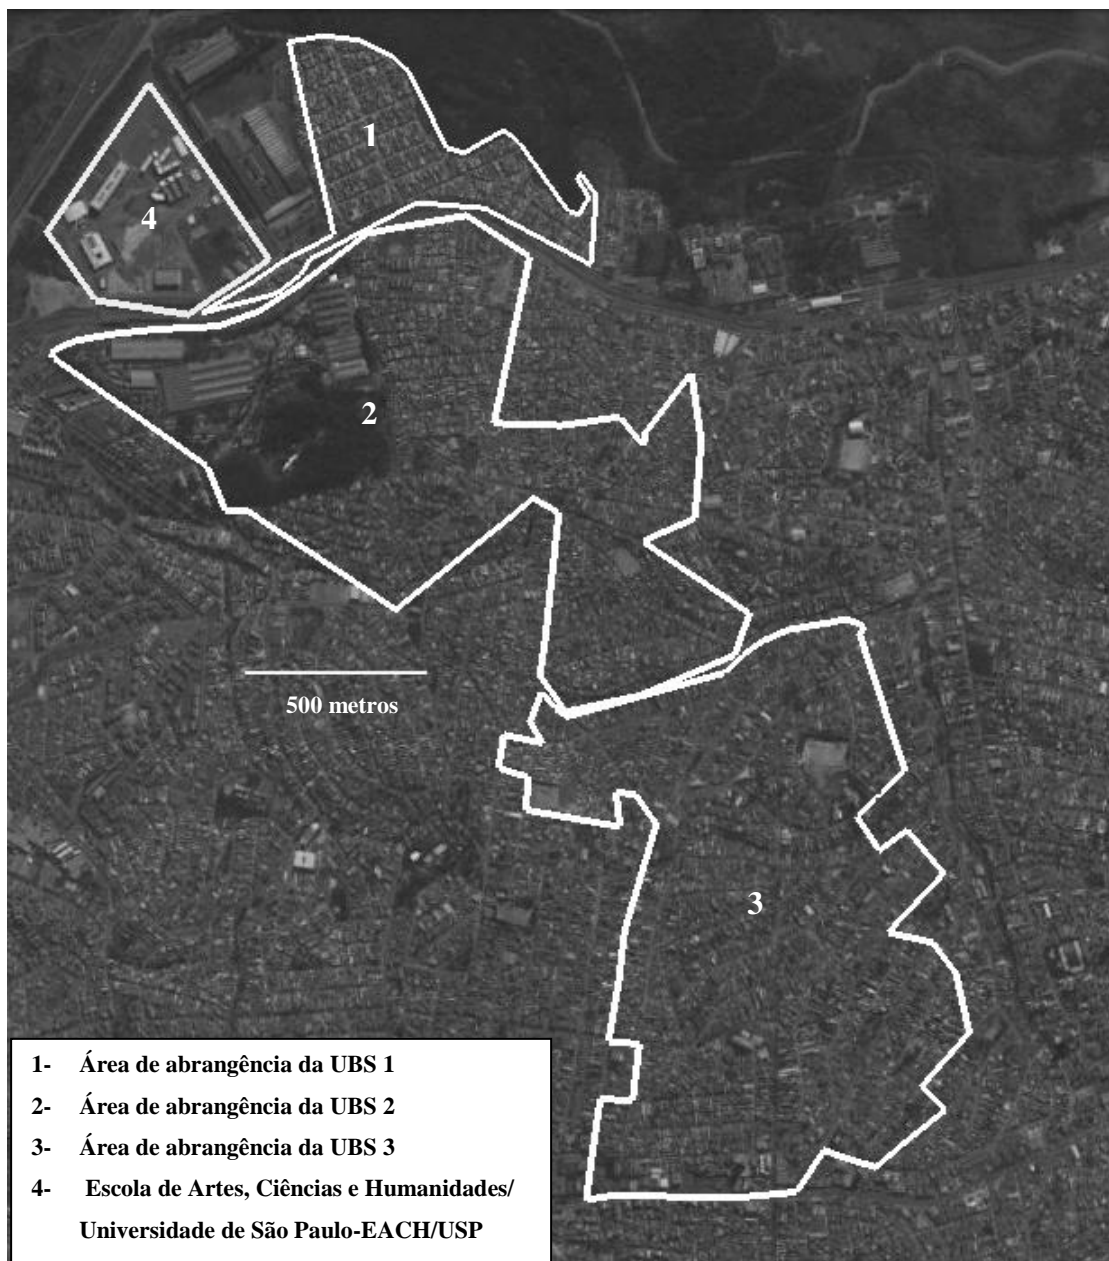 1
4
2
500 metros
3
1- Área de abrangência da UBS 1
2- Área de abrangência da UBS 2
3- Área de abrangência da UBS 3
4- Escola de Artes, Ciências e Humanidades/
Universidade de São Paulo-EACH/USP